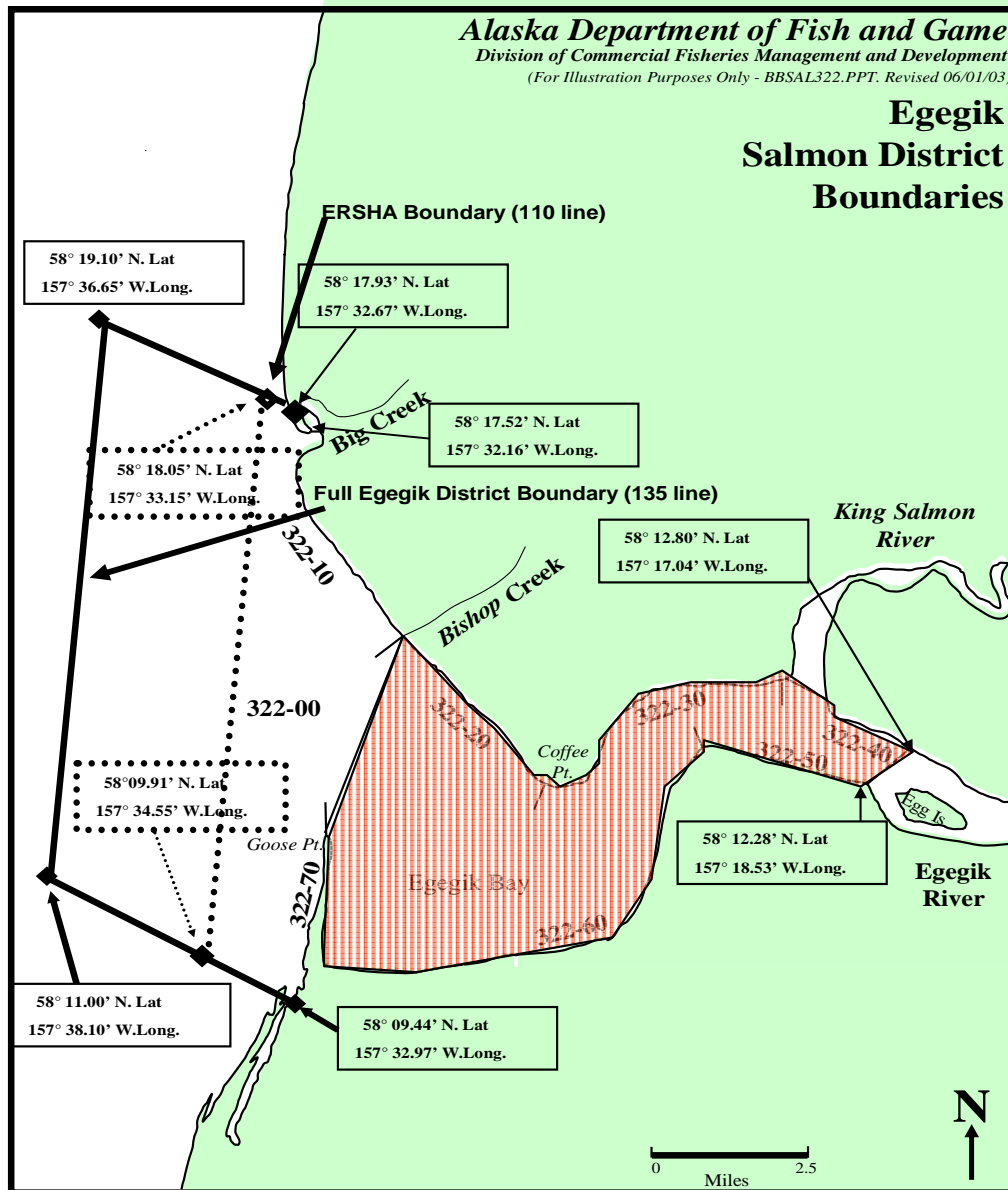 Alaska Department of Fish and Game
Division of Commercial Fisheries Management and Development
(For Illustration Purposes Only - BBSAL322.PPT. Revised 06/01/03)
Egegik
Salmon District
Boundaries
ERSHA Boundary (110 line)
58° 19.10' N. Lat
157° 36.65' W.Long.
58° 17.93' N. Lat
157° 32.67' W.Long.
Big Creek
58° 17.52' N. Lat
157° 32.16' W.Long.
58° 18.05' N. Lat
157° 33.15' W.Long.
Full Egegik District Boundary (135 line)
322-10
King Salmon
River
58° 12.80' N. Lat
157° 17.04' W.Long.
Bishop Creek
322-00
322-20
322-30
322-40
Coffee
Pt.
322-50
58°09.91' N. Lat
157° 34.55' W.Long.
Egg Is.
Goose Pt.
58° 12.28' N. Lat
157° 18.53' W.Long.
Egegik
River
322-70
Egegik Bay
322-60
58° 11.00' N. Lat
157° 38.10' W.Long.
58° 09.44' N. Lat
157° 32.97' W.Long.
N
0
2.5
Miles